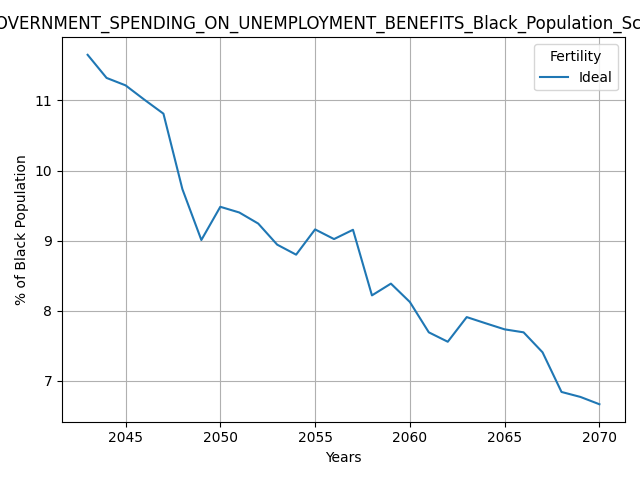 OVERNMENT_SPENDING_ON_UNEMPLOYMENT_BENEFITS_Black_Population_Sc
Fertility
Ideal
% of Black Population
11
10
9
8
7
2045 2050 2055 2060 2065 2070
Years